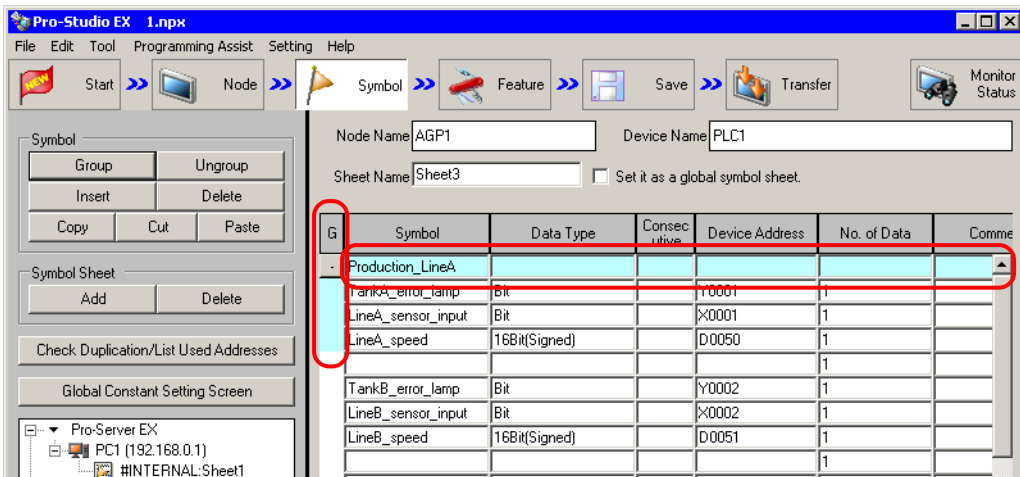 Pro-Studio EX 1.npx
File Edit Tool Programming Assist Setting Help
NEW Start Node Symbol Feature Save Transfer Monitor Status
Node Name AGP1 Device Name PLC1
Sheet Name Sheet3 Set it as a global symbol sheet.
Symbol
Group Ungroup
Insert Delete
Copy Cut Paste
Symbol Sheet
Add Delete
Check Duplication/List Used Addresses
Global Constant Setting Screen
Pro-Server EX
PC1 (192.168.0.1)
#INTERNAL:Sheet1
G Symbol Data Type Consec utive Device Address No. of Data Comme
- Production_LineA
TankA_error_lamp Bit Y0001 1
LineA_sensor_input Bit X0001 1
LineA_speed 16Bit(Signed) D0050 1
1
TankB_error_lamp Bit Y0002 1
LineB_sensor_input Bit X0002 1
LineB_speed 16Bit(Signed) D0051 1
1